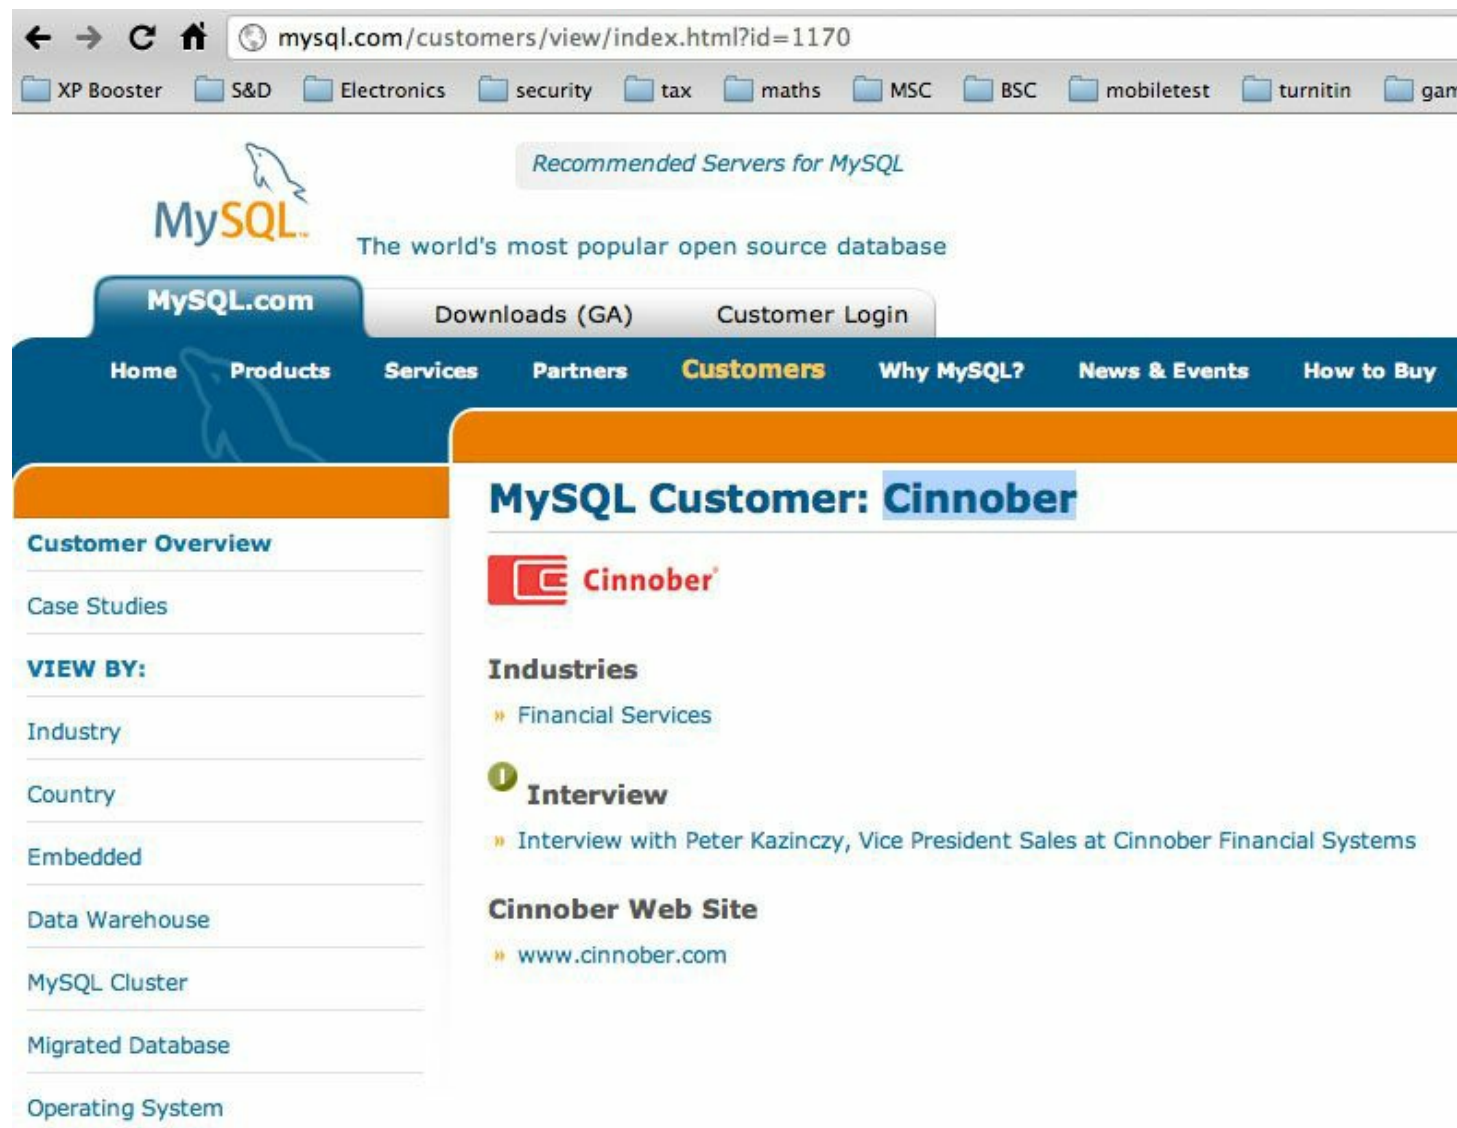 mysql.com/customers/view/index.html?id=1170
XP Booster S&D Electronics security tax maths MSC BSC mobiletest turnitin gam
Recommended Servers for MySQL
MySQL™
The world's most popular open source database
MySQL.com Downloads (GA) Customer Login
Home Products Services Partners Customers Why MySQL? News & Events How to Buy
MySQL Customer: Cinnober
Customer Overview
Case Studies
VIEW BY:
Industry
Country
Embedded
Data Warehouse
MySQL Cluster
Migrated Database
Operating System
Cinnober®
Industries
» Financial Services
I Interview
» Interview with Peter Kazinczy, Vice President Sales at Cinnober Financial Systems
Cinnober Web Site
» www.cinnober.com